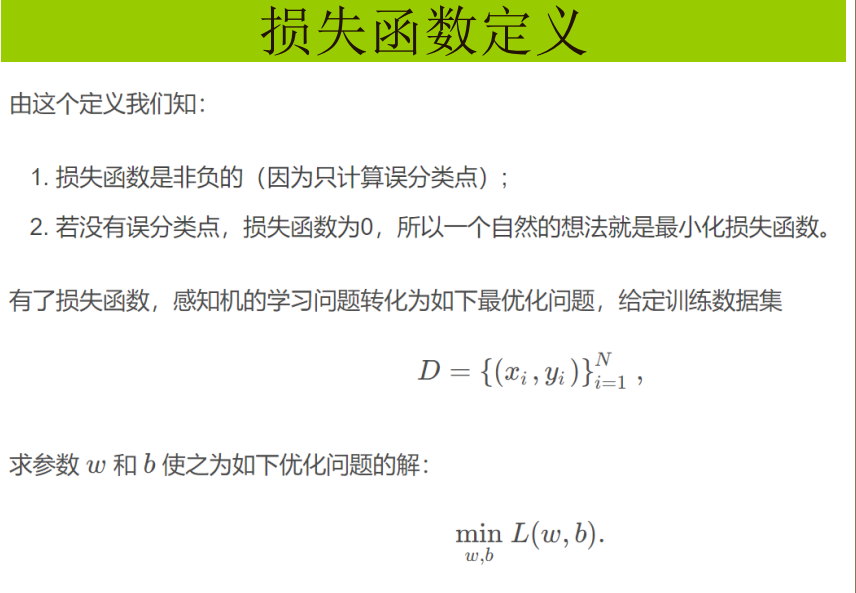 损失函数定义
由这个定义我们知：
1. 损失函数是非负的（因为只计算误分类点）；
2. 若没有误分类点，损失函数为0，所以一个自然的想法就是最小化损失函数。
有了损失函数，感知机的学习问题转化为如下最优化问题，给定训练数据集
$D = \{(x_i, y_i)\}_{i=1}^{N}$ ,
求参数 $w$ 和 $b$ 使之为如下优化问题的解：
$\min_{w,b} L(w, b).$